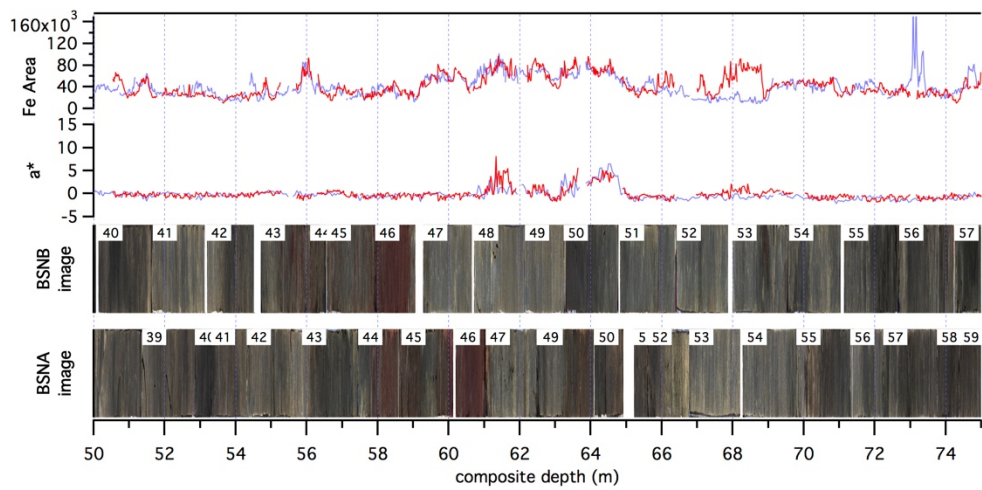 160x10³
120
80
40
0
Fe Area
15
10
5
0
-5
a*
40 41 42 43 44 45 46 47 48 49 50 51 52 53 54 55 56 57
BSNB
image
39 40 41 42 43 44 45 46 47 49 50 5 52 53 54 55 56 57 58 59
BSNA
image
50 52 54 56 58 60 62 64 66 68 70 72 74
composite depth (m)